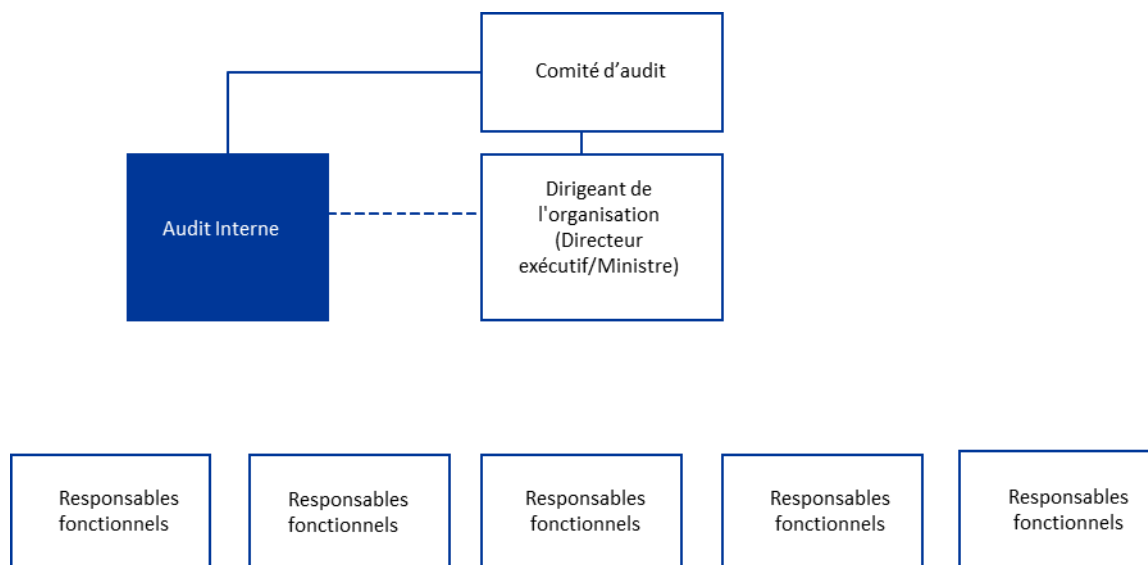 Comité d’audit
Audit Interne
Dirigeant de
l'organisation
(Directeur
exécutif/Ministre)
Responsables
fonctionnels
Responsables
fonctionnels
Responsables
fonctionnels
Responsables
fonctionnels
Responsables
fonctionnels